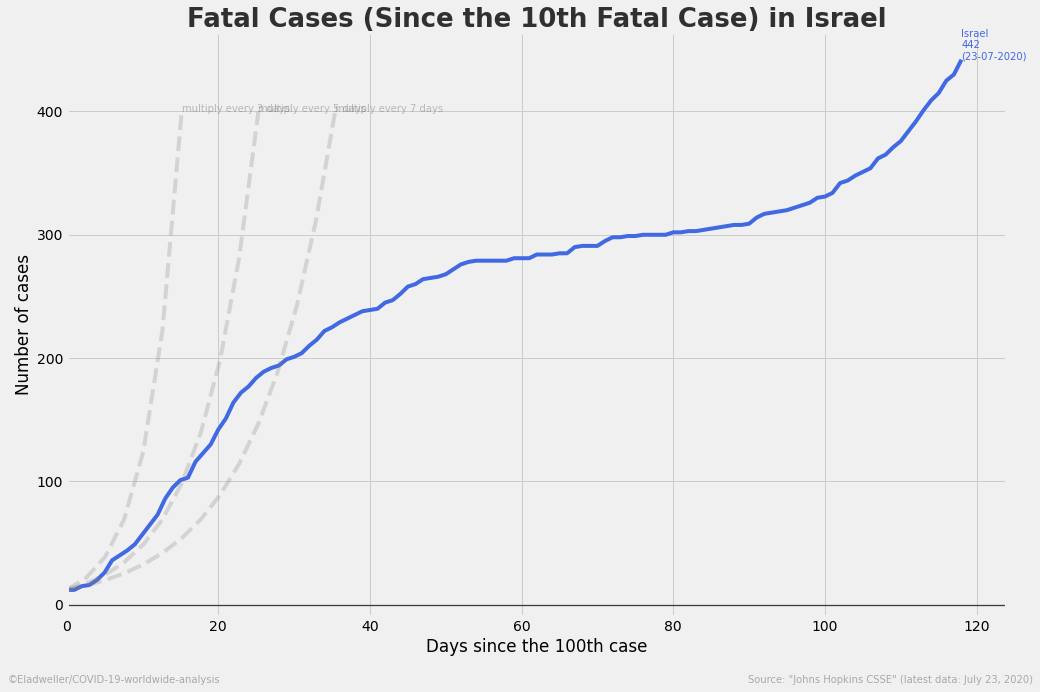 Fatal Cases (Since the 10th Fatal Case) in Israel
Israel
442
(23-07-2020)
multiply every 3 days
multiply every 5 days
multiply every 7 days
400
300
200
100
0
Number of cases
0 20 40 60 80 100 120
Days since the 100th case
©Eladweller/COVID-19-worldwide-analysis
Source: "Johns Hopkins CSSE" (latest data: July 23, 2020)